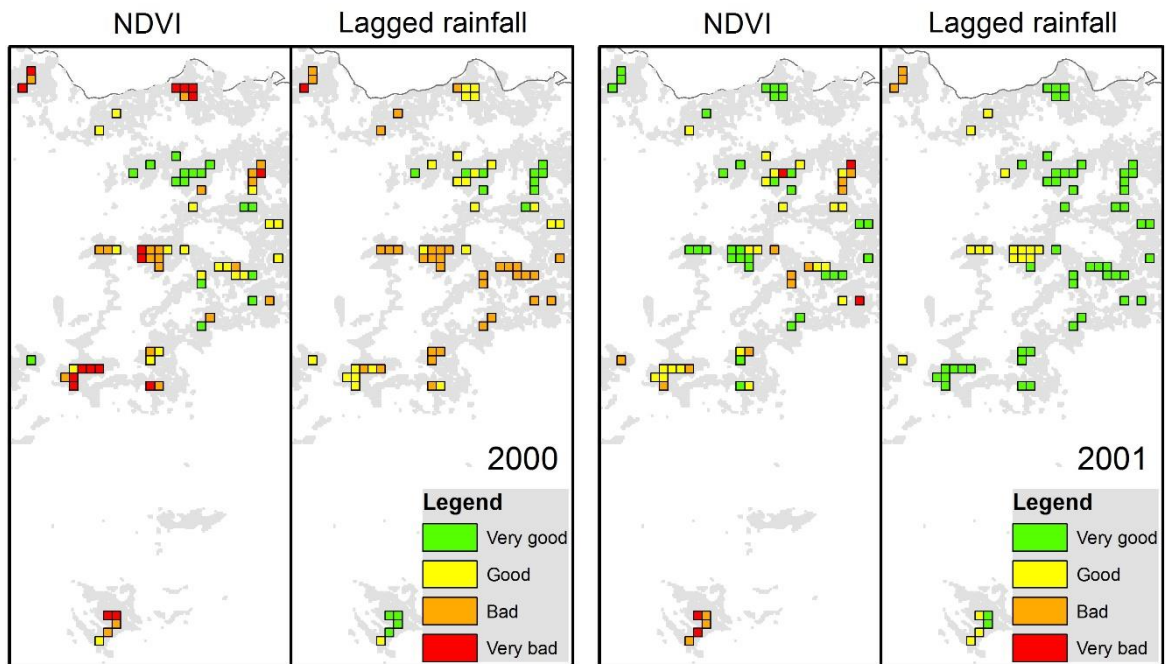 NDVI
Lagged rainfall
NDVI
Lagged rainfall
2000
Legend
Very good
Good
Bad
Very bad
2001
Legend
Very good
Good
Bad
Very bad